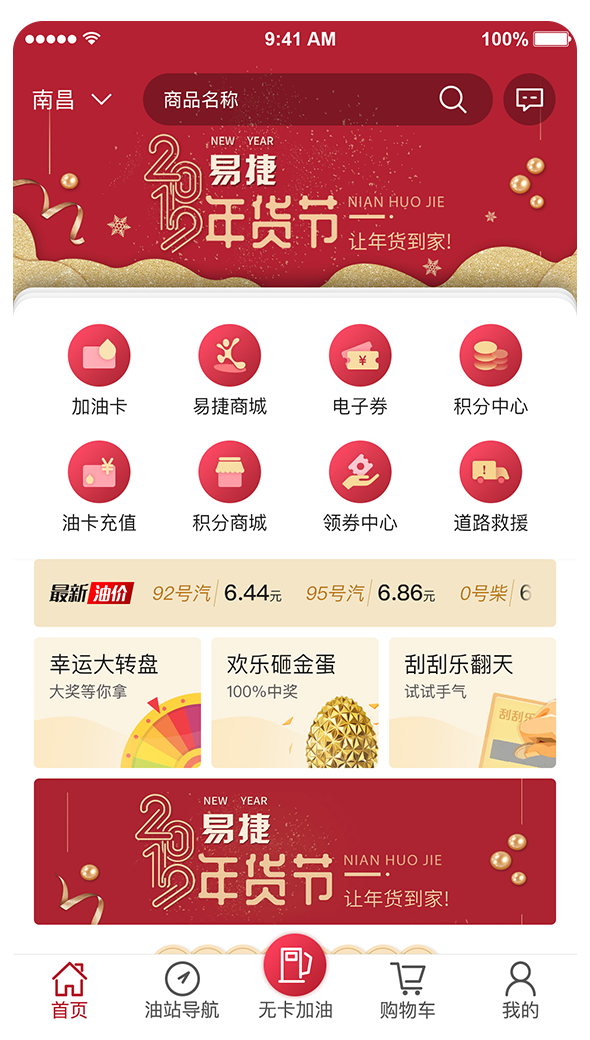 9:41 AM
100%
南昌
商品名称
NEW YEAR
2019
易捷
年货节
NIAN HUO JIE
让年货到家!
加油卡
易捷商城
电子券
积分中心
油卡充值
积分商城
领券中心
道路救援
最新 油价 92号汽 6.44元 95号汽 6.86元 0号柴 6
幸运大转盘
大奖等你拿
欢乐砸金蛋
100%中奖
刮刮乐翻天
试试手气
刮刮乐
NEW YEAR
2019
易捷
年货节
NIAN HUO JIE
让年货到家!
首页
油站导航
无卡加油
购物车
我的